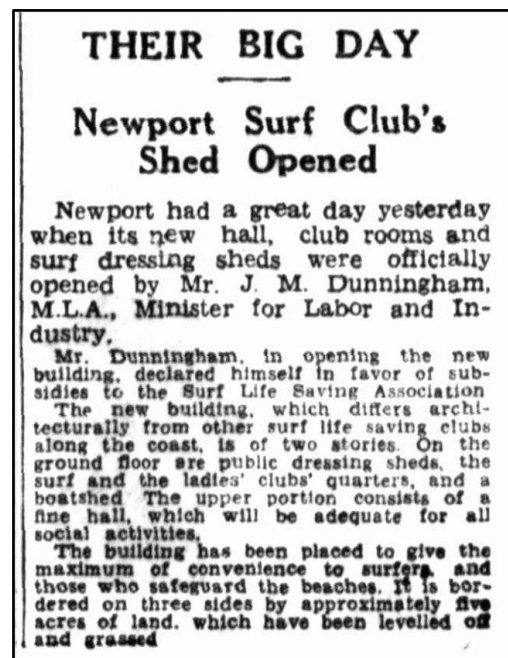 THEIR BIG DAY
Newport Surf Club's
Shed Opened
Newport had a great day yesterday
when its new hall, club rooms and
surf dressing sheds were officially
opened by Mr. J. M. Dunningham,
M.L.A., Minister for Labor and In-
dustry.
Mr. Dunningham, in opening the new
building, declared himself in favor of sub-
sidies to the Surf Life Saving Association
The new building, which differs archi-
tecturally from other surf life saving clubs
along the coast, is of two stories. On the
ground floor are public dressing sheds, the
surf and the ladies' clubs' quarters, and a
boatshed The upper portion consists of a
fine hall, which will be adequate for all
social activities.
The building has been placed to give the
maximum of convenience to surfers, and
those who safeguard the beaches. It is bor-
dered on three sides by approximately five
acres of land, which have been levelled off
and grassed